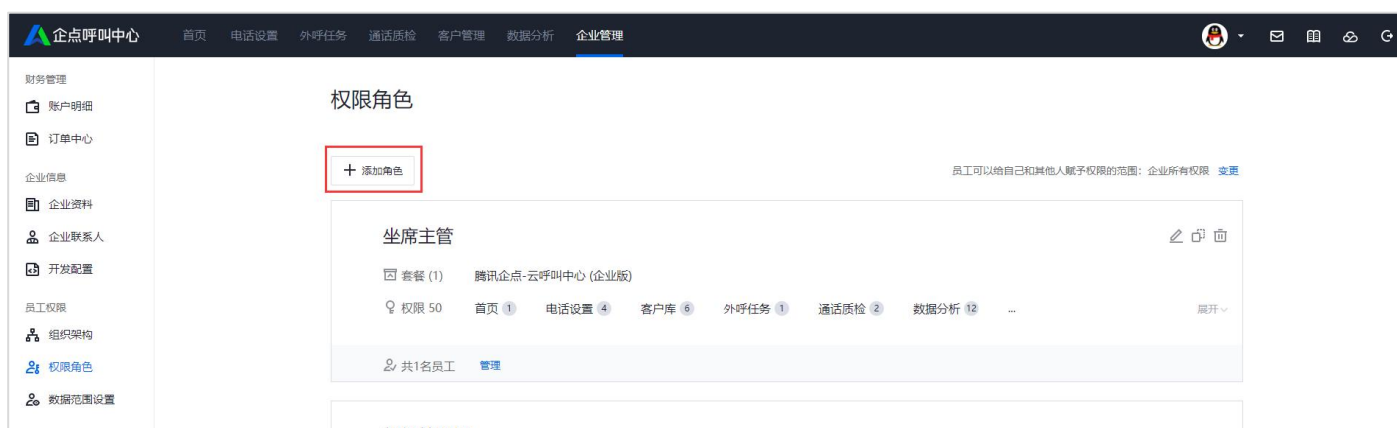 企点呼叫中心 首页 电话设置 外呼任务 通话质检 客户管理 数据分析 企业管理
财务管理
账户明细
订单中心
企业信息
企业资料
企业联系人
开发配置
员工权限
组织架构
权限角色
数据范围设置
权限角色
添加角色
员工可以给自己和其他人赋予权限的范围：企业所有权限 变更
坐席主管
套餐 (1) 腾讯企点-云呼叫中心 (企业版)
权限 50 首页 1 电话设置 4 客户库 6 外呼任务 1 通话质检 2 数据分析 12 ... 展开
共1名员工 管理